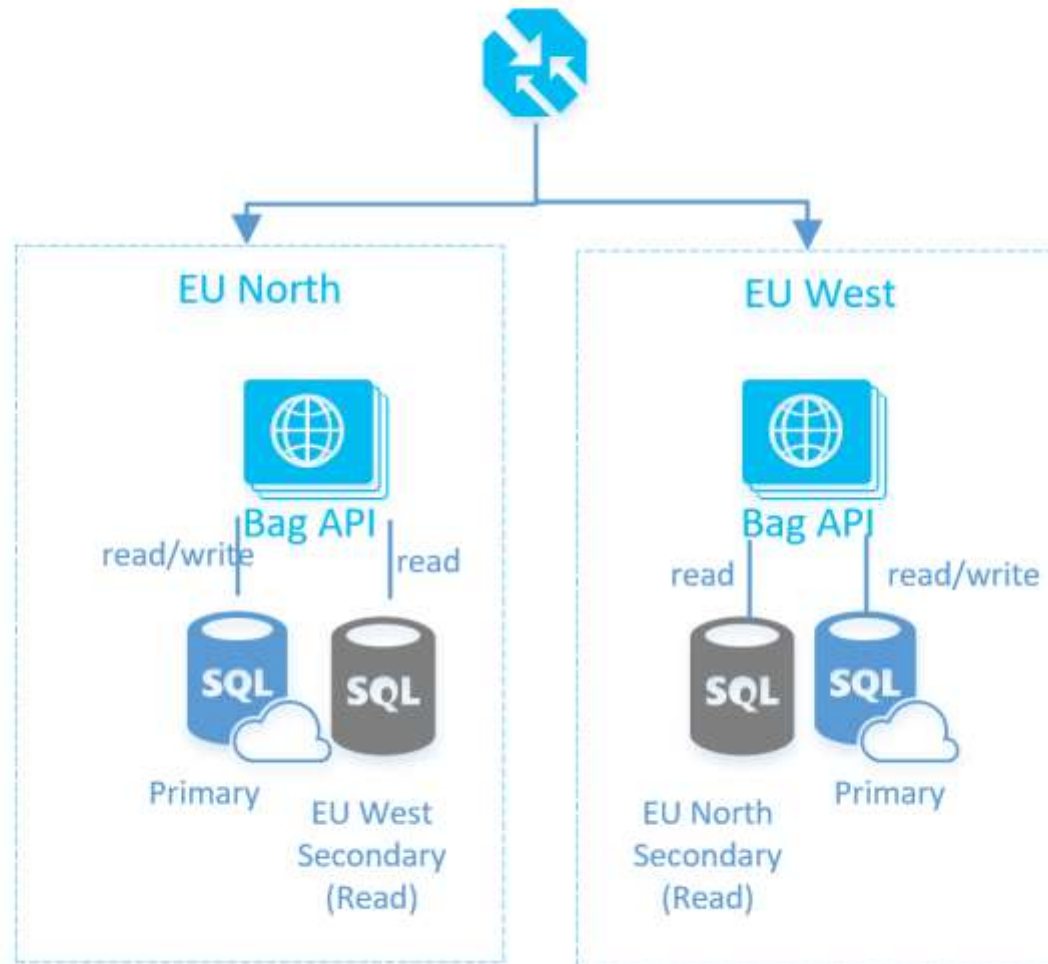 EU North
EU West
Bag API
Bag API
read/write
read
read
read/write
SQL
SQL
SQL
SQL
Primary
EU West
Secondary
(Read)
EU North
Secondary
(Read)
Primary